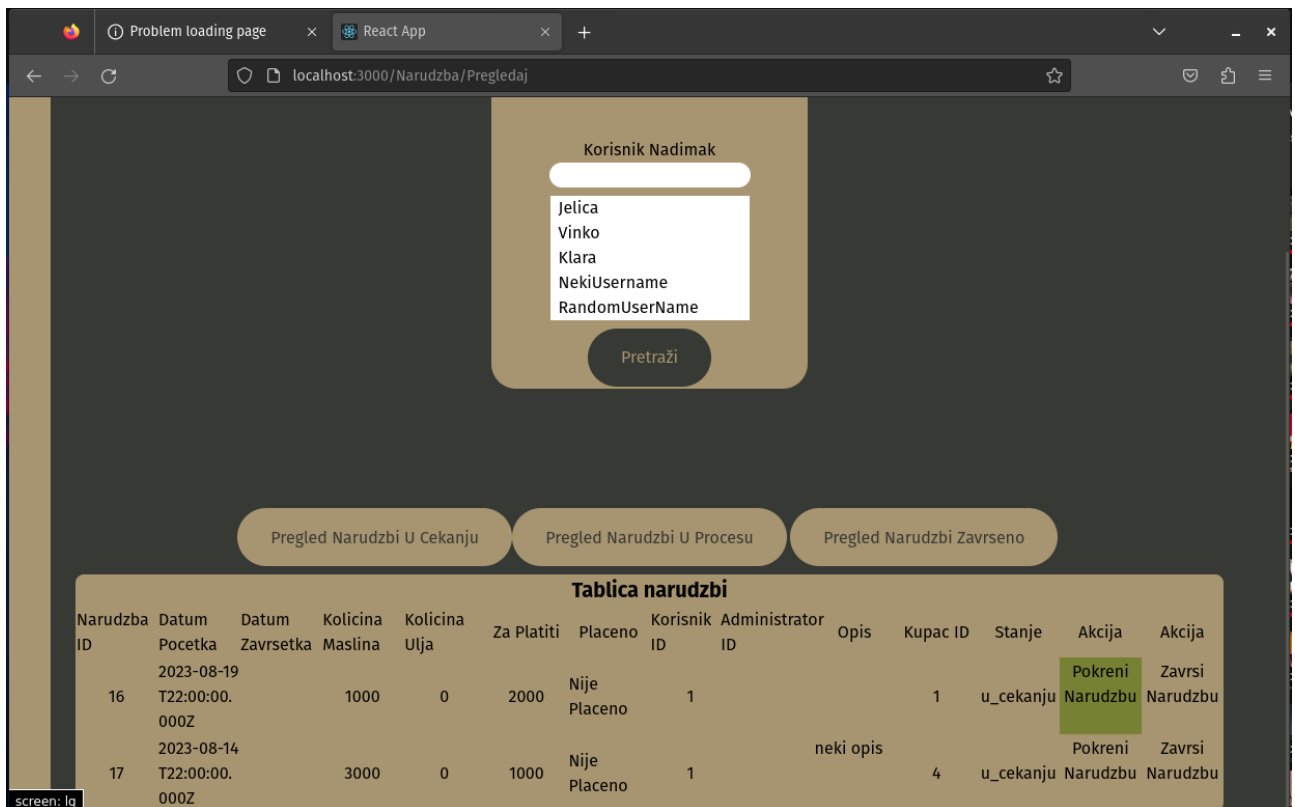 Problem loading page
React App
localhost:3000/Narudzba/Pregledaj
Korisnik Nadimak
Jelica
Vinko
Klara
NekiUsername
RandomUserName
Pretraži
Pregled Narudzbi U Cekanju
Pregled Narudzbi U Procesu
Pregled Narudzbi Zavrseno
Tablica narudzbi
Narudzba ID
Datum Pocetka
Datum Zavrsetka
Kolicina Maslina
Kolicina Ulja
Za Platiti
Placeno
Korisnik ID
Administrator ID
Opis
Kupac ID
Stanje
Akcija
Akcija
16
2023-08-19
T22:00:00.
000Z
1000
0
2000
Nije
Placeno
1
1
u_cekanju
Pokreni
Narudzbu
Zavrsi
Narudzbu
17
2023-08-14
T22:00:00.
000Z
3000
0
1000
Nije
Placeno
1
neki opis
4
u_cekanju
Pokreni
Narudzbu
Zavrsi
Narudzbu
screen: lg